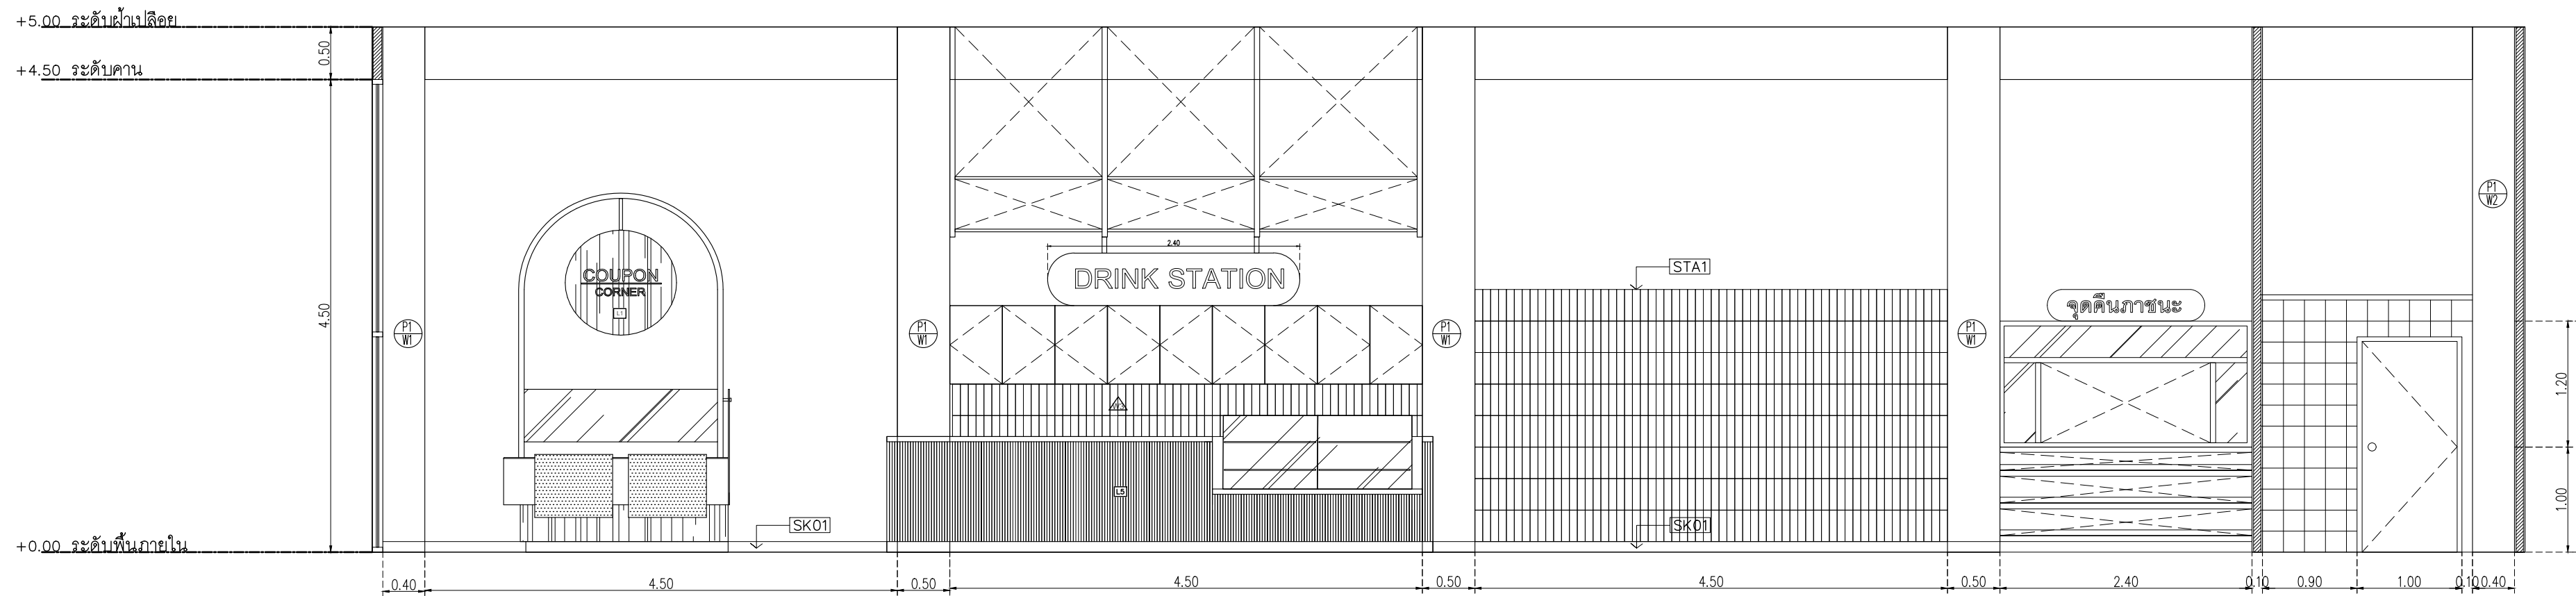 +5.00 ระดับฝ้าเปลือย
0.50
+4.50 ระดับคาน
4.50
+0.00 ระดับพื้นภายใน
P1
W1
COUPON
CORNER
L1
SK01
P1
W1
2.40
DRINK STATION
L5
P1
W1
STA1
SK01
P1
W1
จุดคืนภาชนะ
P1
W2
1.20
1.00
0.40 4.50 0.50 4.50 0.50 4.50 0.50 2.40 0.10 0.90 1.00 0.10 0.40